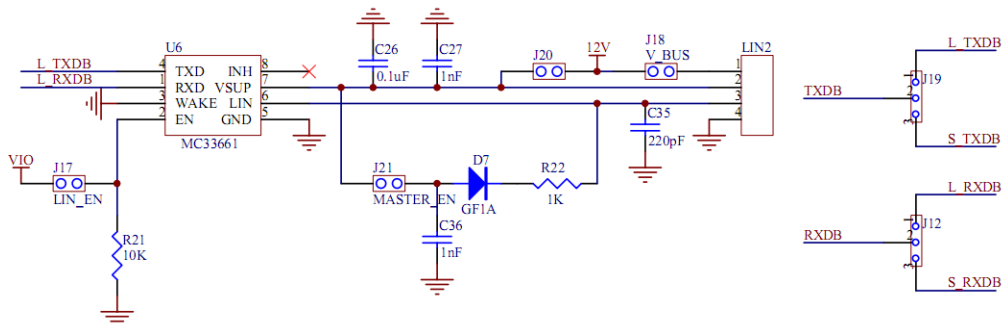 U6
L_TXDB
L_RXDB
4 TXD INH 8
1 RXD VSUP 7
3 WAKE LIN 6
2 EN GND 5
MC33661
VIO
J17
LIN_EN
R21
10K
C26
0.1uF
C27
1nF
J20
12V
J18
V_BUS
LIN2
1
2
3
4
C35
220pF
J21
MASTER_EN
D7
GF1A
R22
1K
C36
1nF
L_TXDB
1
J19
TXDB
2
3
S_TXDB
L_RXDB
1
J12
RXDB
2
3
S_RXDB